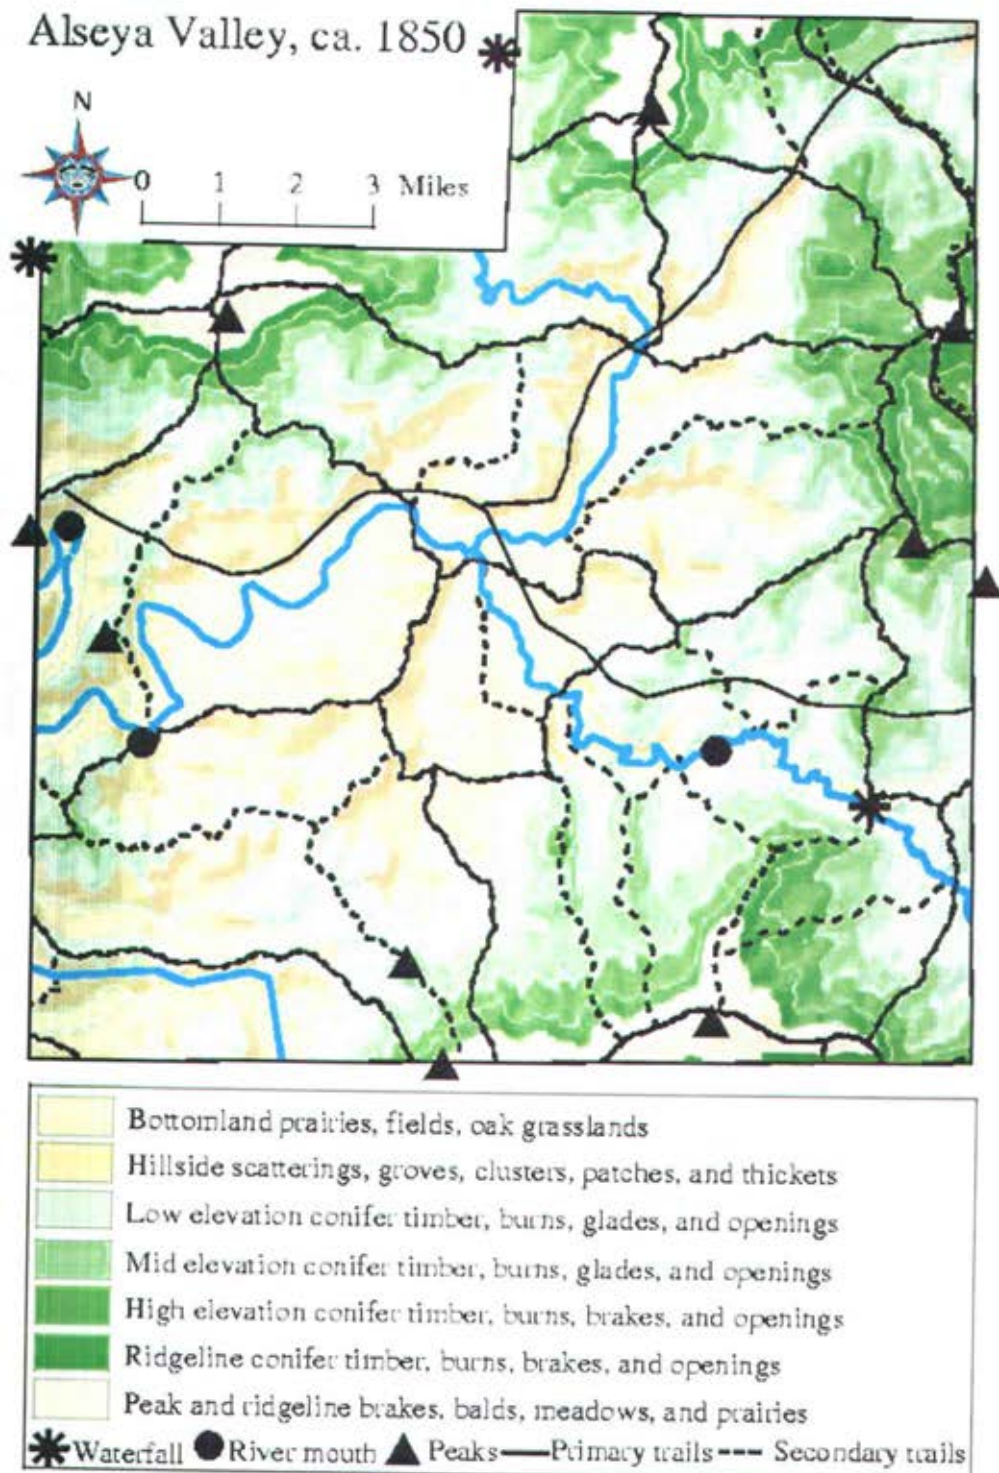 Alseya Valley, ca. 1850
N
0 1 2 3 Miles
Bottomland prairies, fields, oak grasslands
Hillside scatterings, groves, clusters, patches, and thickets
Low elevation conifer timber, burns, glades, and openings
Mid elevation conifer timber, burns, glades, and openings
High elevation conifer timber, burns, brakes, and openings
Ridgeline conifer timber, burns, brakes, and openings
Peak and ridgeline brakes, balds, meadows, and prairies
Waterfall River mouth Peaks Primary trails Secondary trails